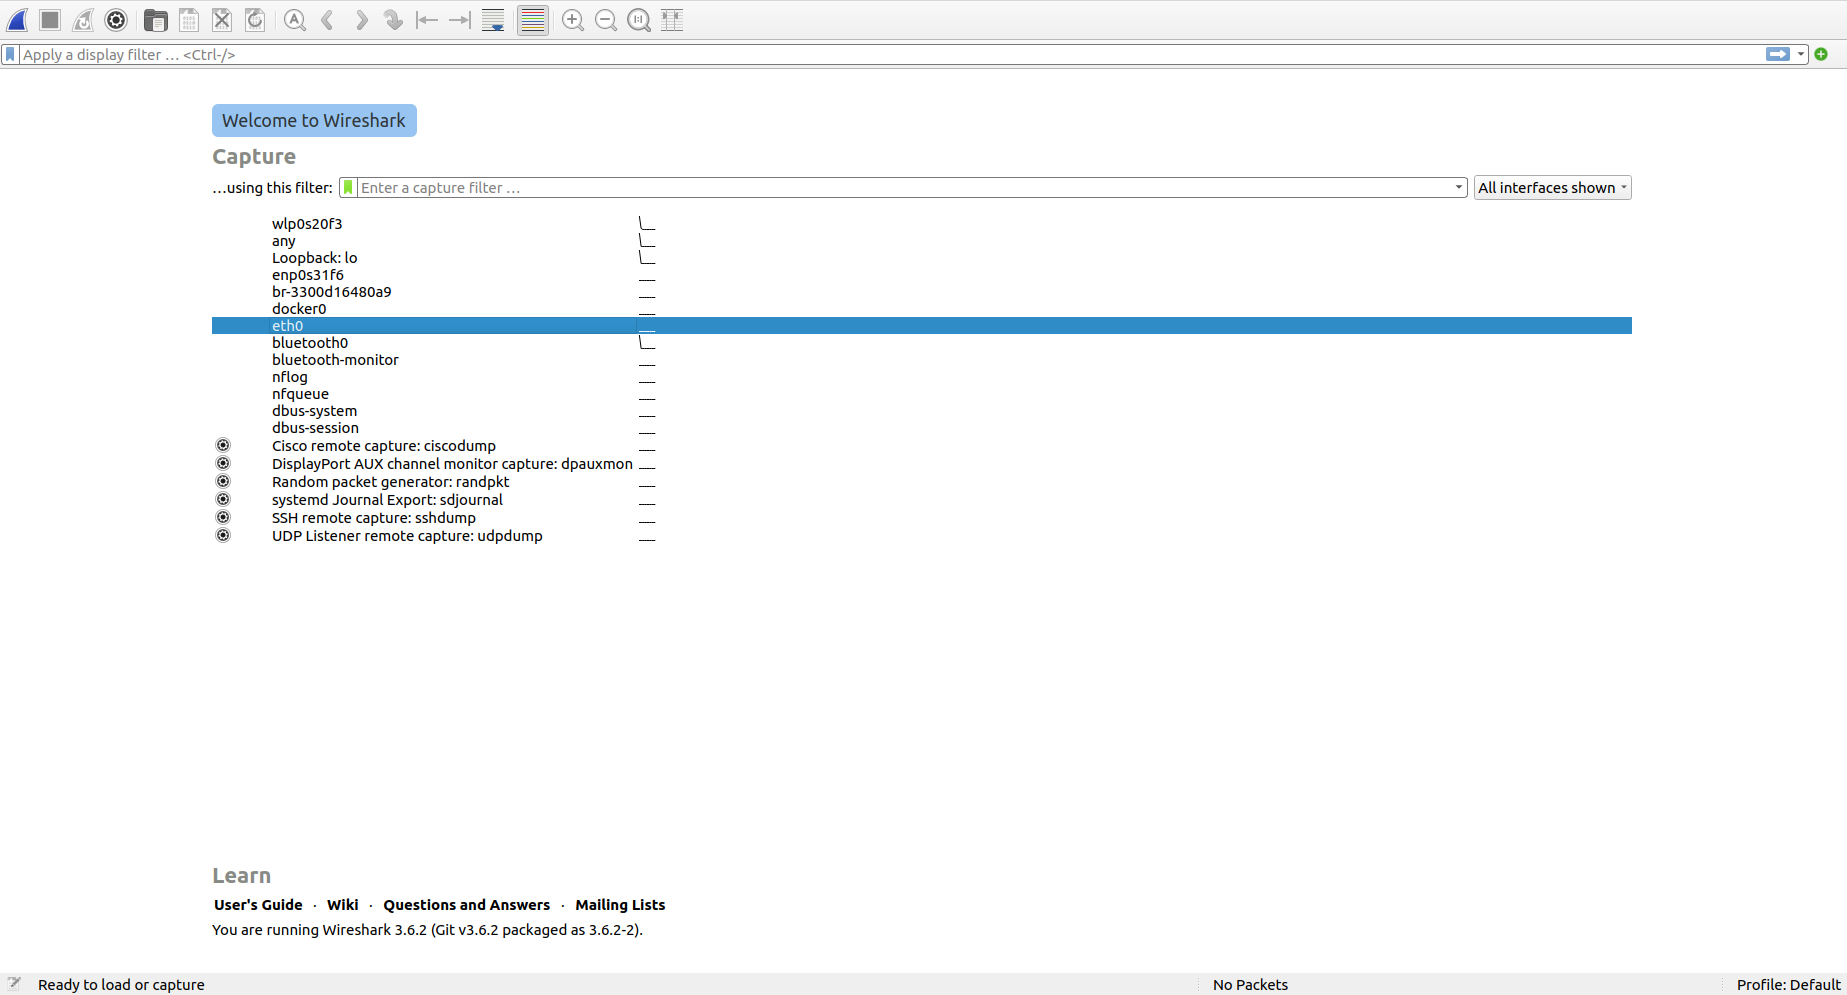 Apply a display filter … <Ctrl-/>
Welcome to Wireshark
Capture
…using this filter: Enter a capture filter … All interfaces shown
wlp0s20f3
any
Loopback: lo
enp0s31f6
br-3300d16480a9
docker0
eth0
bluetooth0
bluetooth-monitor
nflog
nfqueue
dbus-system
dbus-session
Cisco remote capture: ciscodump
DisplayPort AUX channel monitor capture: dpauxmon
Random packet generator: randpkt
systemd Journal Export: sdjournal
SSH remote capture: sshdump
UDP Listener remote capture: udpdump
Learn
User's Guide · Wiki · Questions and Answers · Mailing Lists
You are running Wireshark 3.6.2 (Git v3.6.2 packaged as 3.6.2-2).
Ready to load or capture No Packets Profile: Default